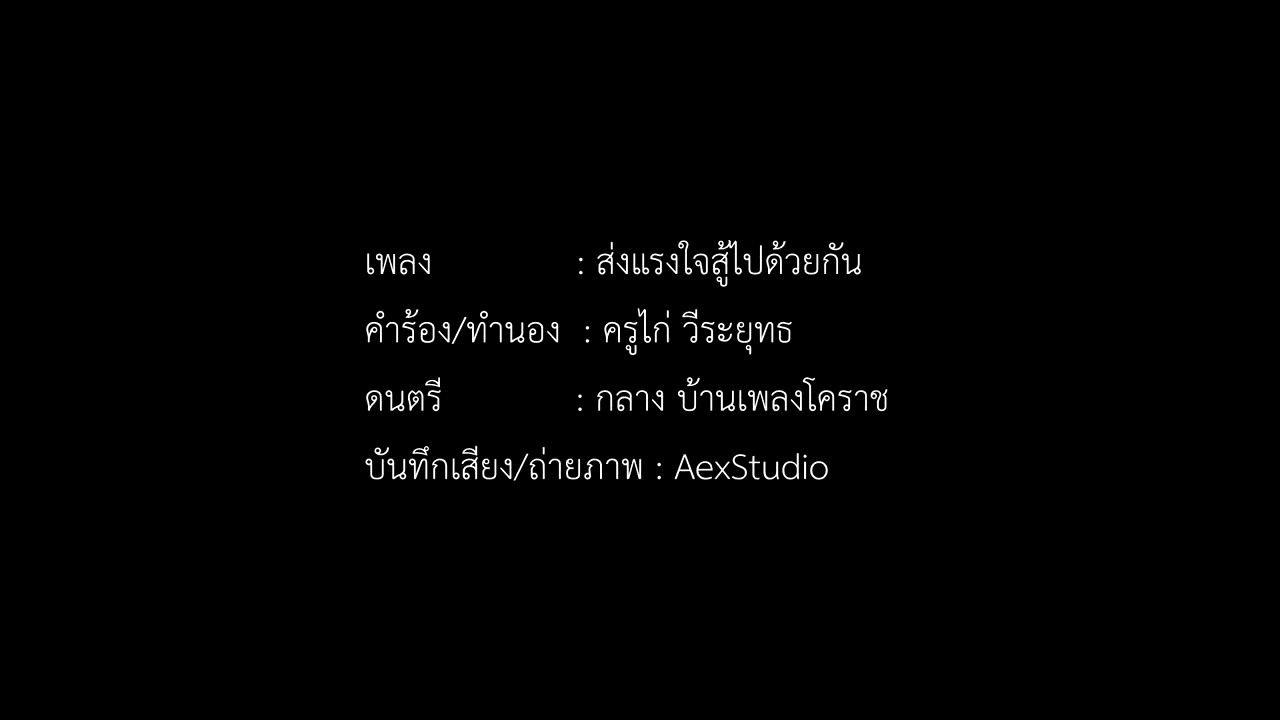 เพลง : ส่งแรงใจสู้ไปด้วยกัน
คำร้อง/ทำนอง : ครูไก่ วีระยุทธ
ดนตรี : กลาง บ้านเพลงโคราช
บันทึกเสียง/ถ่ายภาพ : AexStudio